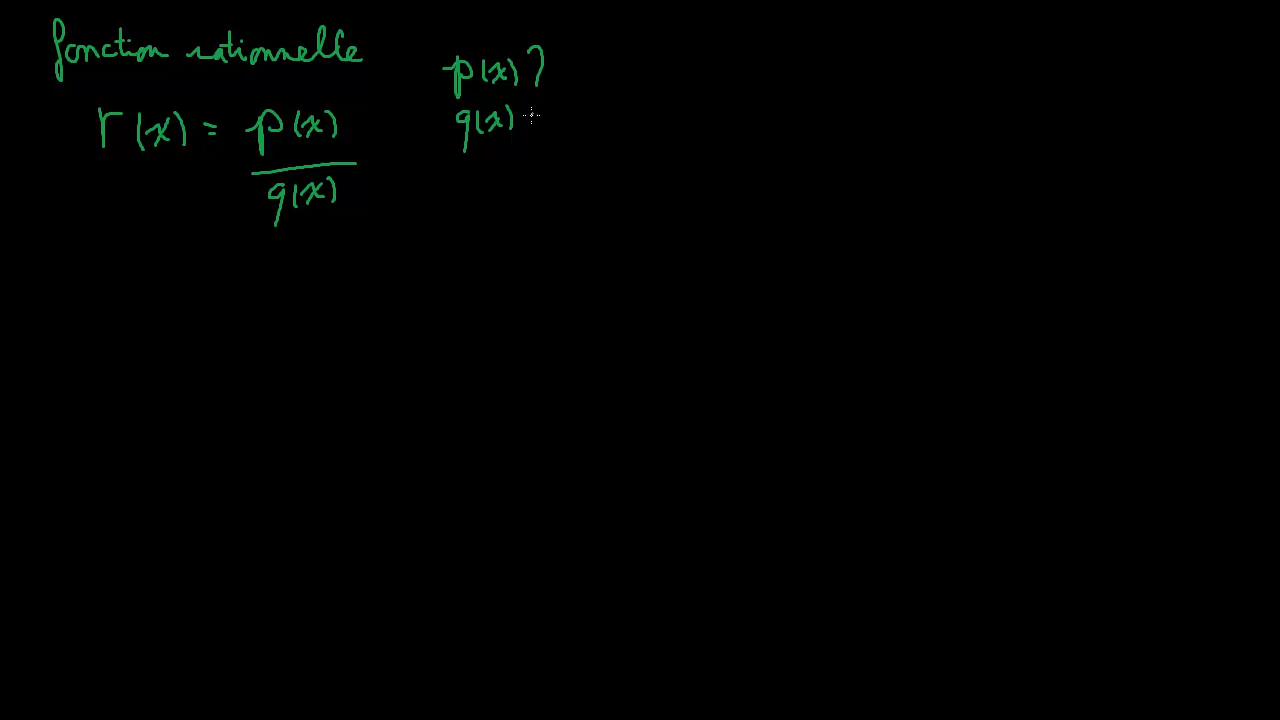 fonction rationnelle
r(x) = p(x)
q(x)
p(x)
q(x)